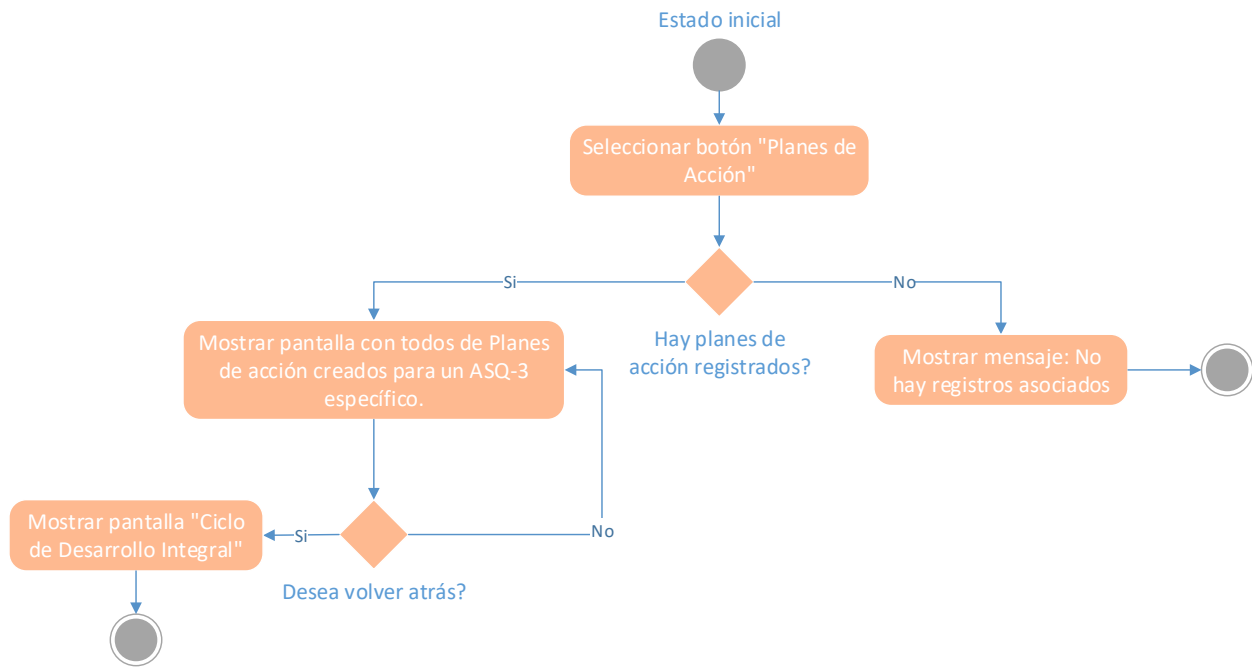 Estado inicial
Seleccionar botón "Planes de
Acción"
Si
No
Hay planes de
acción registrados?
Mostrar pantalla con todos de Planes
de acción creados para un ASQ-3
específico.
Mostrar mensaje: No
hay registros asociados
Mostrar pantalla "Ciclo
de Desarrollo Integral"
Si
No
Desea volver atrás?